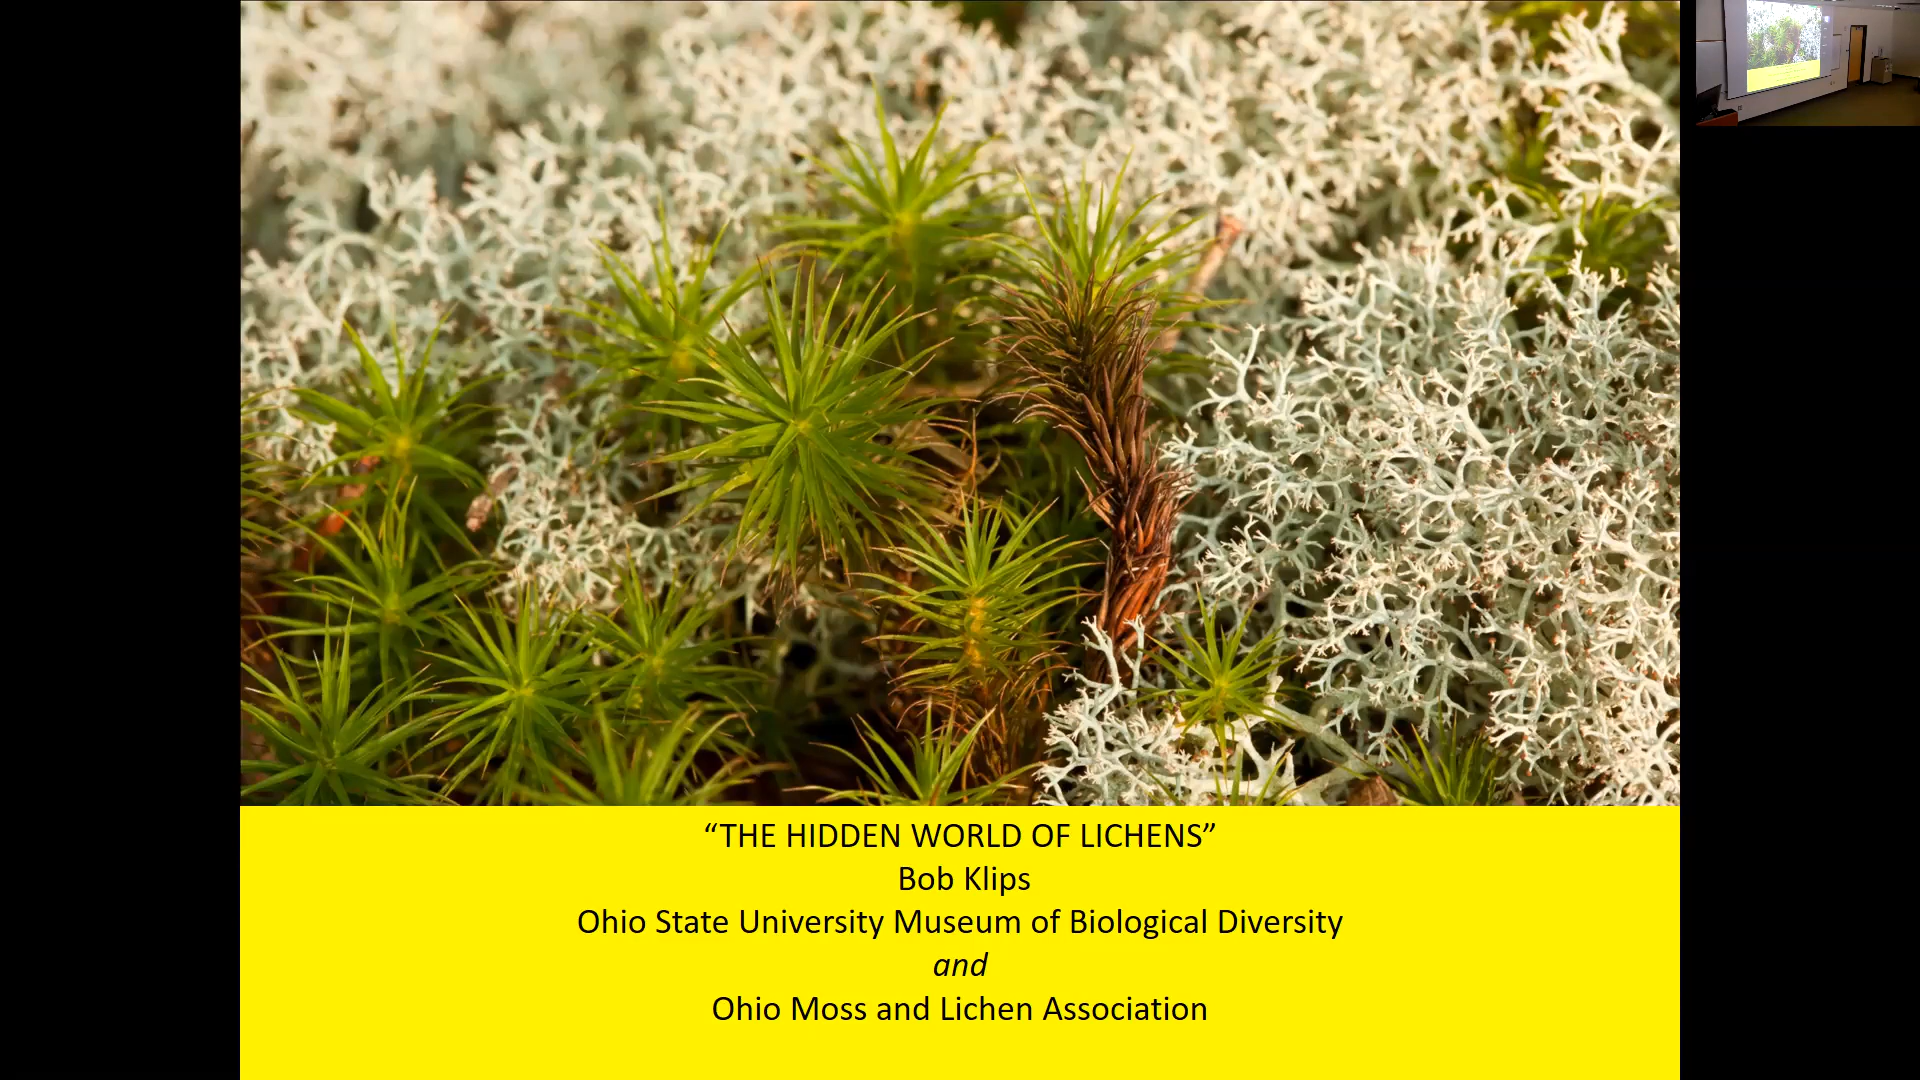 “THE HIDDEN WORLD OF LICHENS”
Bob Klips
Ohio State University Museum of Biological Diversity
and
Ohio Moss and Lichen Association